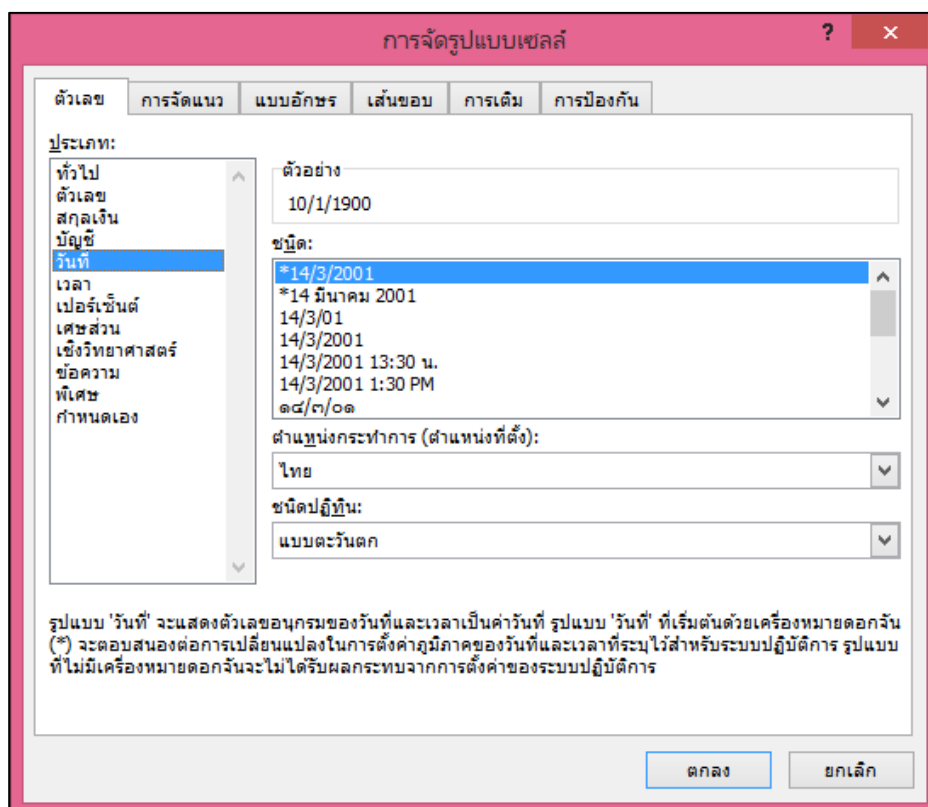 การจัดรูปแบบเซลล์
?
×
ตัวเลข การจัดแนว แบบอักษร เส้นขอบ การเติม การป้องกัน
ประเภท:
ทั่วไป
ตัวเลข
สกุลเงิน
บัญชี
วันที่
เวลา
เปอร์เซ็นต์
เศษส่วน
เชิงวิทยาศาสตร์
ข้อความ
พิเศษ
กำหนดเอง
ตัวอย่าง
10/1/1900
ชนิด:
*14/3/2001
*14 มีนาคม 2001
14/3/01
14/3/2001
14/3/2001 13:30 น.
14/3/2001 1:30 PM
๑๔/๓/๐๑
ตำแหน่งกระทำการ (ตำแหน่งที่ตั้ง):
ไทย
ชนิดปฏิทิน:
แบบตะวันตก
รูปแบบ 'วันที่' จะแสดงตัวเลขอนุกรมของวันที่และเวลาเป็นค่าวันที่ รูปแบบ 'วันที่' ที่เริ่มต้นด้วยเครื่องหมายดอกจัน
(*) จะตอบสนองต่อการเปลี่ยนแปลงในการตั้งค่าภูมิภาคของวันที่และเวลาที่ระบุไว้สำหรับระบบปฏิบัติการ รูปแบบ
ที่ไม่มีเครื่องหมายดอกจันจะไม่ได้รับผลกระทบจากการตั้งค่าของระบบปฏิบัติการ
ตกลง ยกเลิก